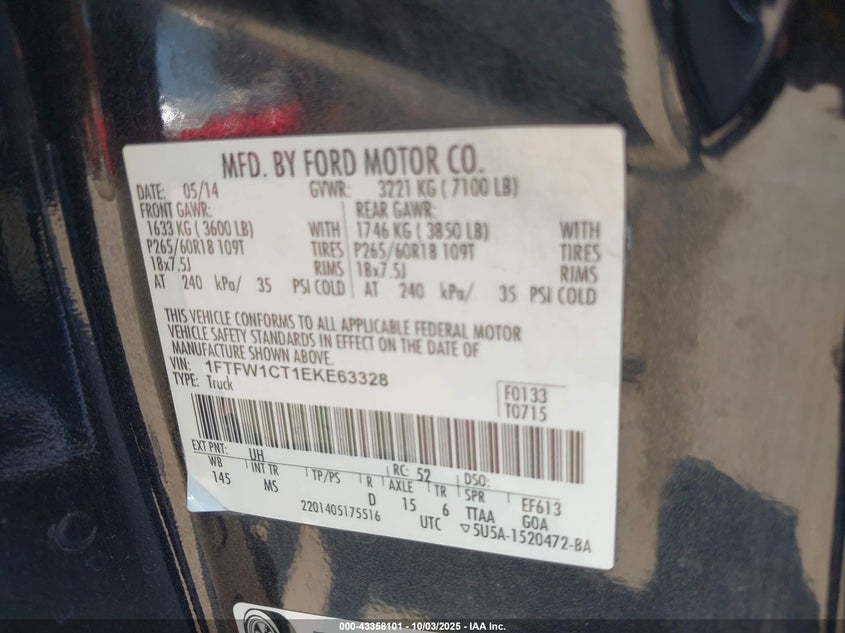 MFD. BY FORD MOTOR CO.
DATE: 05/14 GVWR: 3221 KG ( 7100 LB)
FRONT GAWR: REAR GAWR:
1633 KG ( 3600 LB) WITH 1746 KG ( 3850 LB) WITH
P265/60R18 109T TIRES P265/60R18 109T TIRES
18x7.5J RIMS 18x7.5J RIMS
AT 240 kPa/ 35 PSI COLD AT 240 kPa/ 35 PSI COLD
THIS VEHICLE CONFORMS TO ALL APPLICABLE FEDERAL MOTOR
VEHICLE SAFETY STANDARDS IN EFFECT ON THE DATE OF
MANUFACTURE SHOWN ABOVE.
VIN: 1FTFW1CT1EKE63328
TYPE: Truck
F0133
T0715
EXT PNT: UH RC: 52 DSO:
WB INT TR TP/PS R AXLE TR SPR EF613
145 MS D 15 6 TTAA GOA
2201405175516 UTC ▽5U5A-1520472-BA
000-43358101 - 10/03/2025 - IAA Inc.